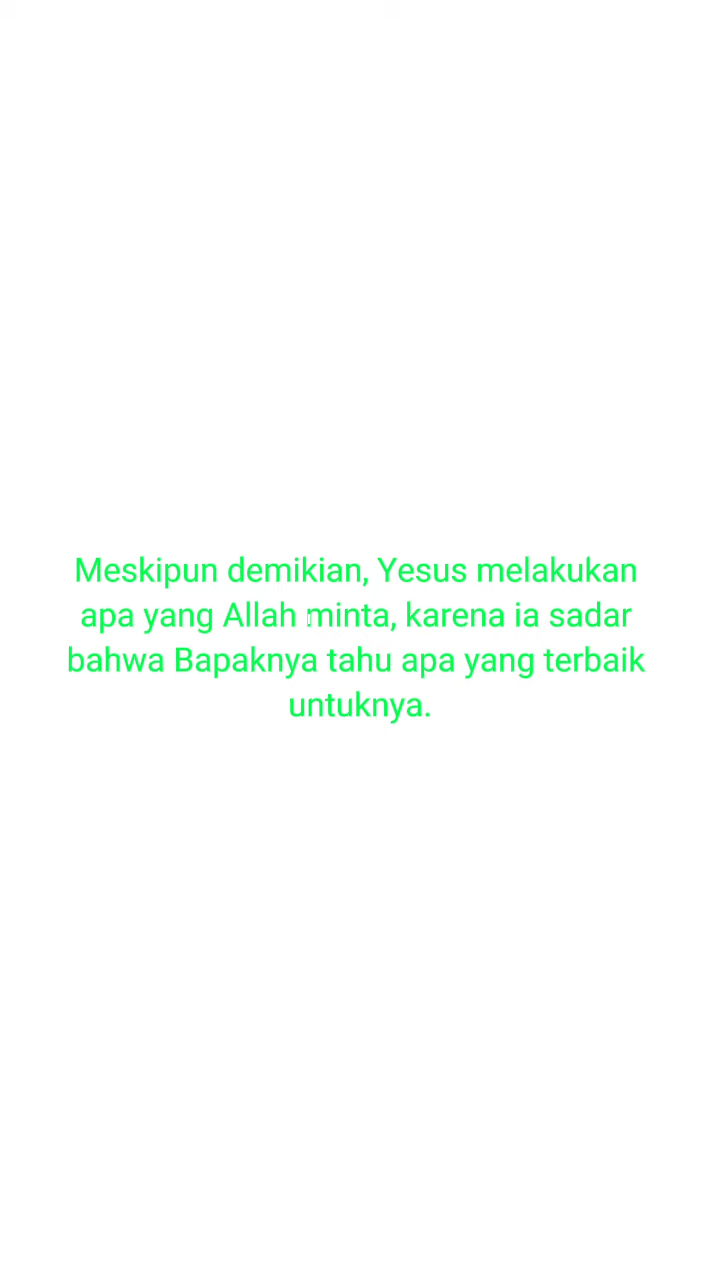 Meskipun demikian, Yesus melakukan
apa yang Allah minta, karena ia sadar
bahwa Bapaknya tahu apa yang terbaik
untuknya.